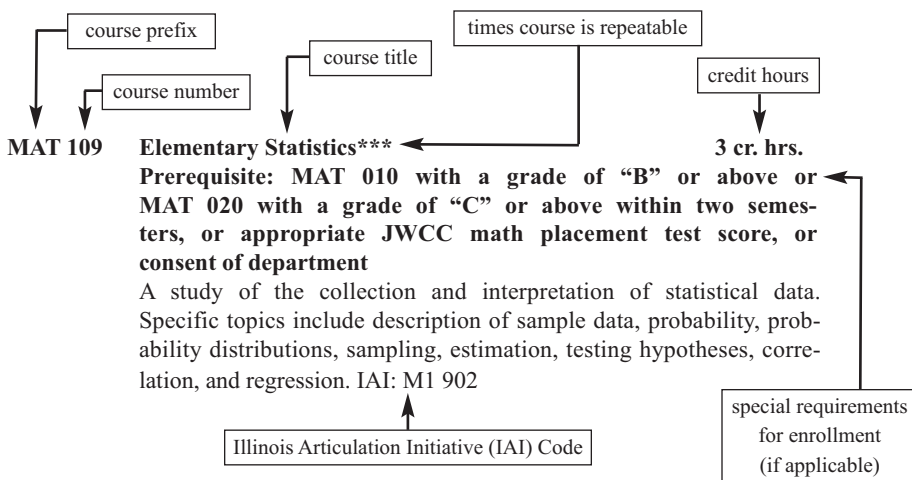 course prefix
times course is repeatable
course title
credit hours
course number
MAT 109 Elementary Statistics*** 3 cr. hrs.
Prerequisite: MAT 010 with a grade of “B” or above or
MAT 020 with a grade of “C” or above within two semes-
ters, or appropriate JWCC math placement test score, or
consent of department
A study of the collection and interpretation of statistical data.
Specific topics include description of sample data, probability, prob-
ability distributions, sampling, estimation, testing hypotheses, corre-
lation, and regression. IAI: M1 902
special requirements
for enrollment
(if applicable)
Illinois Articulation Initiative (IAI) Code